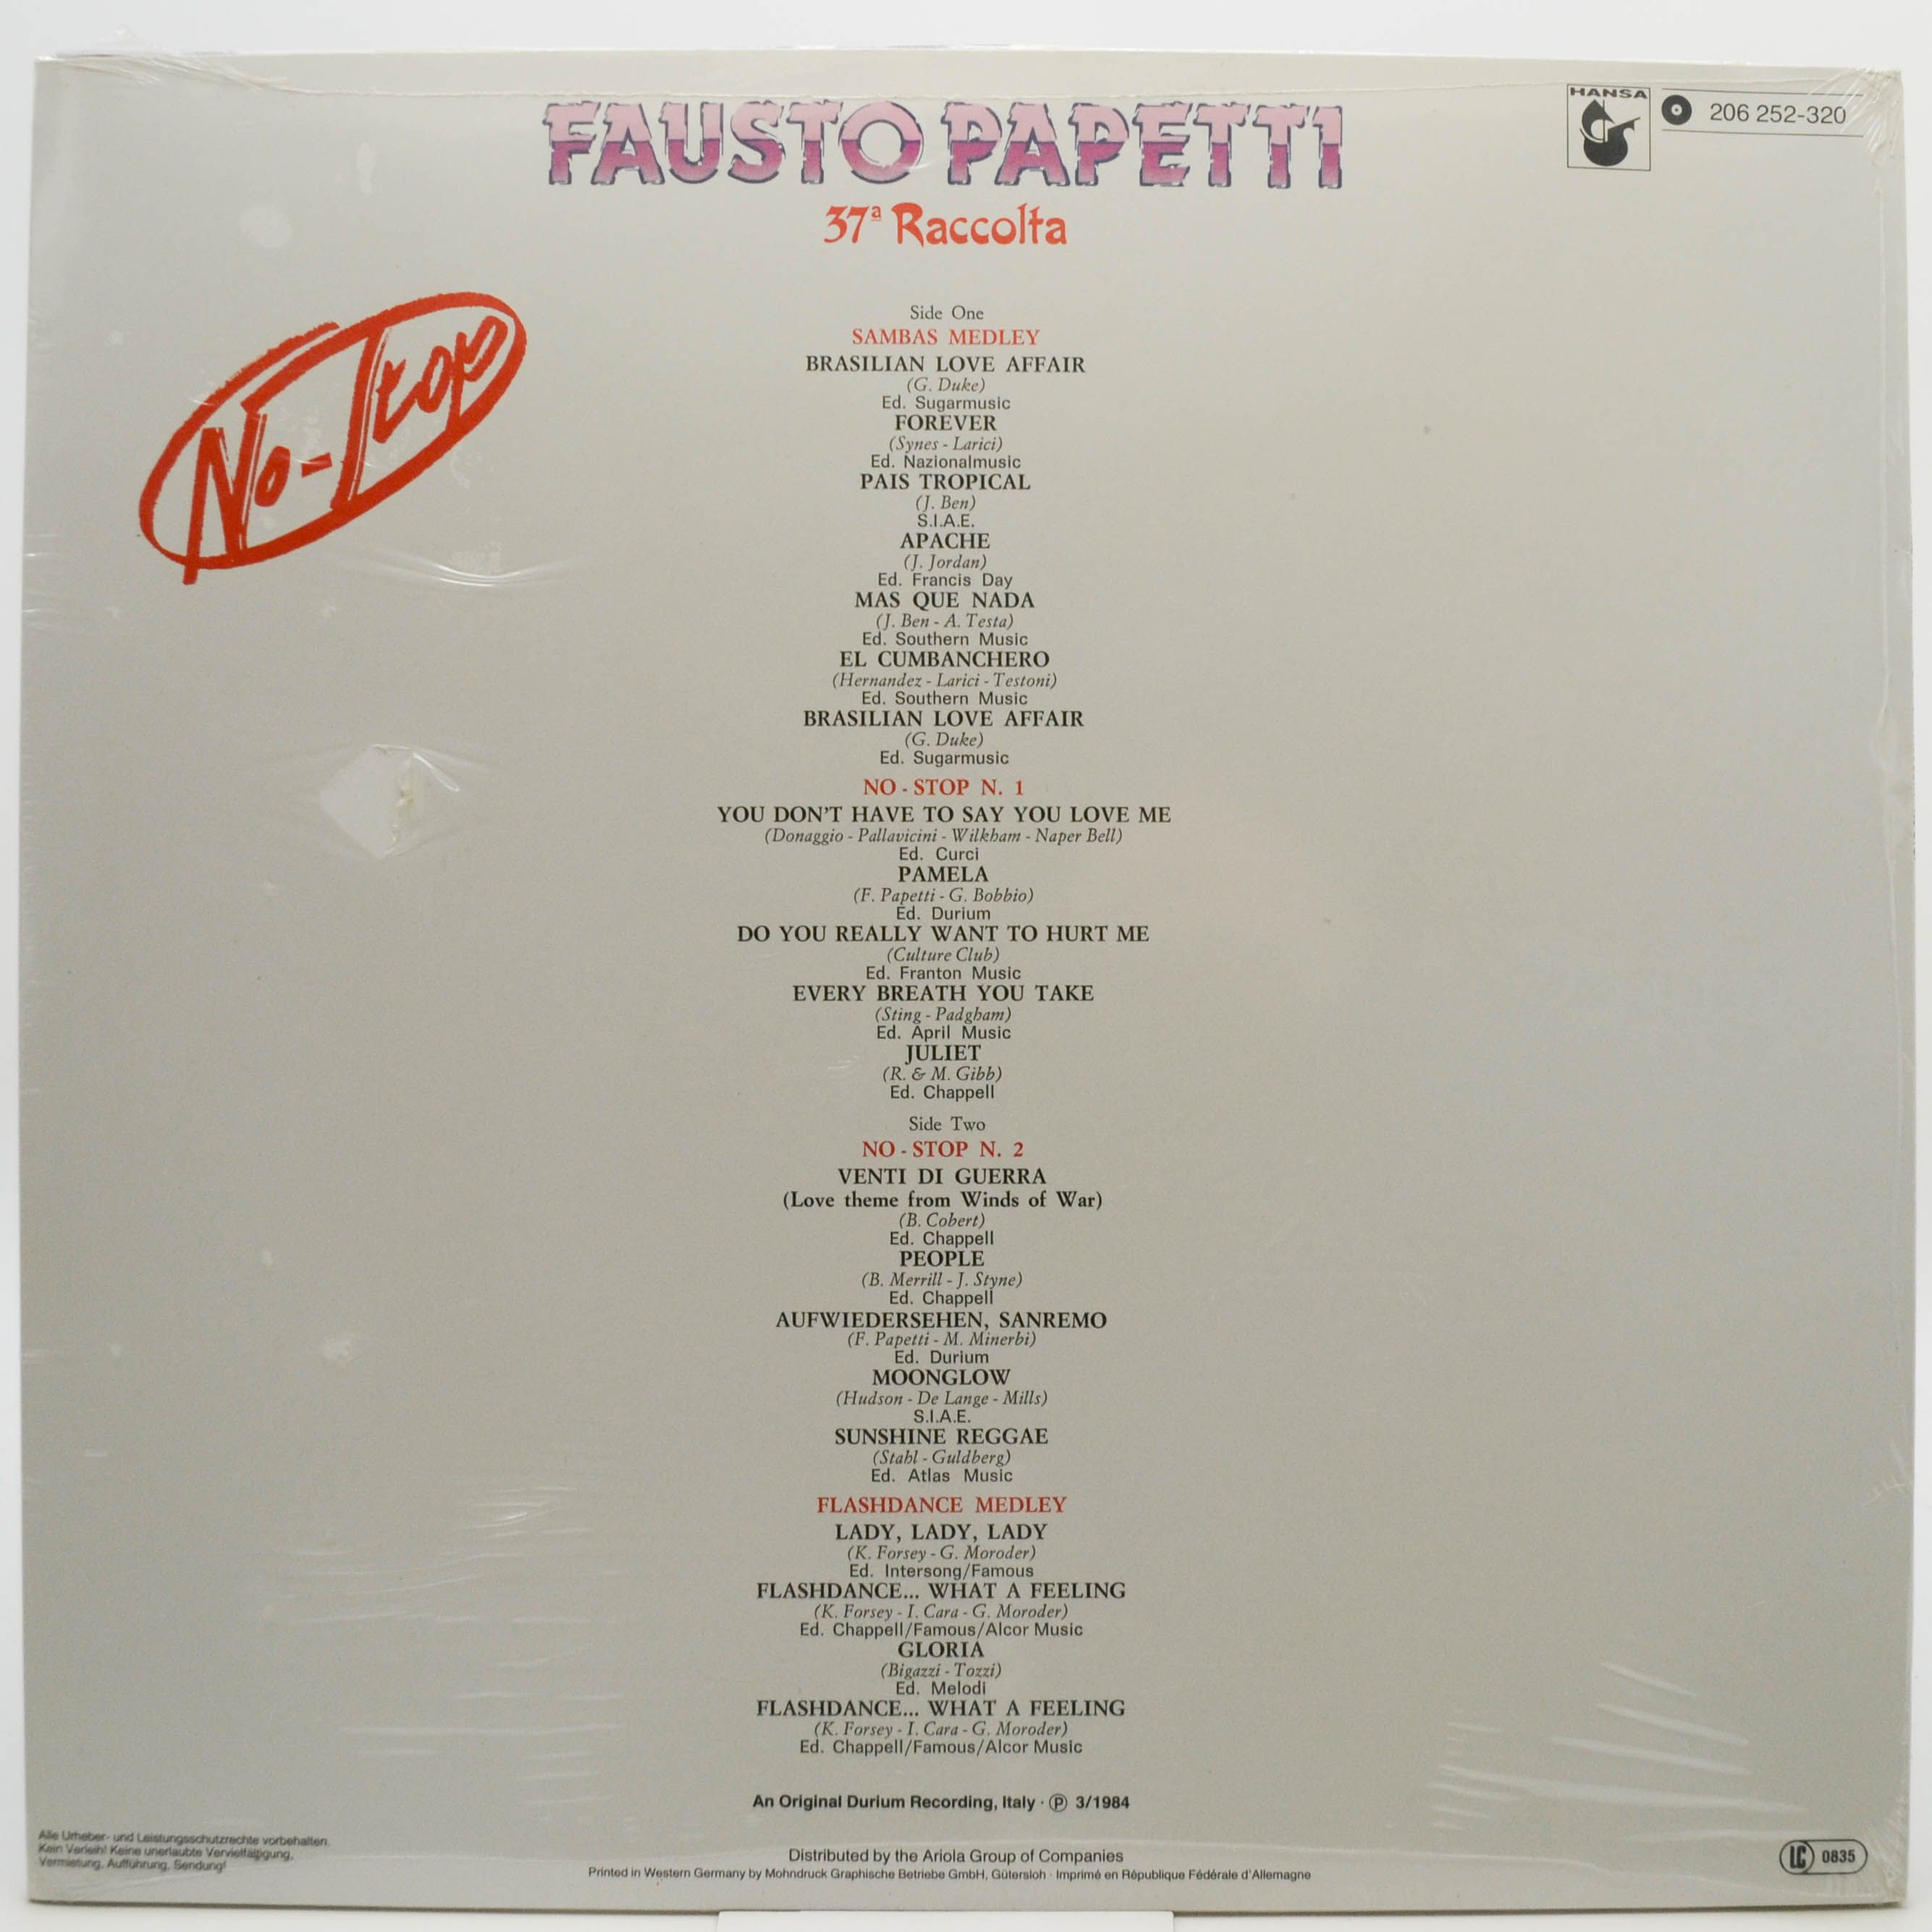 FAUSTO PAPETTI
HANSA
206 252-320
37ª Raccolta
No-Stop
Side One
SAMBAS MEDLEY
BRASILIAN LOVE AFFAIR
(G. Duke)
Ed. Sugarmusic
FOREVER
(Synes - Larici)
Ed. Nazionalmusic
PAIS TROPICAL
(J. Ben)
S.I.A.E.
APACHE
(J. Jordan)
Ed. Francis Day
MAS QUE NADA
(J. Ben - A. Testa)
Ed. Southern Music
EL CUMBANCHERO
(Hernandez - Larici - Testoni)
Ed. Southern Music
BRASILIAN LOVE AFFAIR
(G. Duke)
Ed. Sugarmusic
NO - STOP N. 1
YOU DON'T HAVE TO SAY YOU LOVE ME
(Donaggio - Pallavicini - Wilkham - Naper Bell)
Ed. Curci
PAMELA
(F. Papetti - G. Bobbio)
Ed. Durium
DO YOU REALLY WANT TO HURT ME
(Culture Club)
Ed. Franton Music
EVERY BREATH YOU TAKE
(Sting - Padgham)
Ed. April Music
JULIET
(R. & M. Gibb)
Ed. Chappell
Side Two
NO - STOP N. 2
VENTI DI GUERRA
(Love theme from Winds of War)
(B. Cobert)
Ed. Chappell
PEOPLE
(B. Merrill - J. Styne)
Ed. Chappell
AUFWIEDERSEHEN, SANREMO
(F. Papetti - M. Minerbi)
Ed. Durium
MOONGLOW
(Hudson - De Lange - Mills)
S.I.A.E.
SUNSHINE REGGAE
(Stahl - Guldberg)
Ed. Atlas Music
FLASHDANCE MEDLEY
LADY, LADY, LADY
(K. Forsey - G. Moroder)
Ed. Intersong/Famous
FLASHDANCE... WHAT A FEELING
(K. Forsey - I. Cara - G. Moroder)
Ed. Chappell/Famous/Alcor Music
GLORIA
(Bigazzi - Tozzi)
Ed. Melodi
FLASHDANCE... WHAT A FEELING
(K. Forsey - I. Cara - G. Moroder)
Ed. Chappell/Famous/Alcor Music
An Original Durium Recording, Italy · ℗ 3/1984
Alle Urheber- und Leistungsschutzrechte vorbehalten.
Kein Verleih! Keine unerlaubte Vervielfältigung,
Vermietung, Aufführung, Sendung!
Distributed by the Ariola Group of Companies
Printed in Western Germany by Mohndruck Graphische Betriebe GmbH, Gütersloh · Imprimé en République Fédérale d'Allemagne
LC 0835